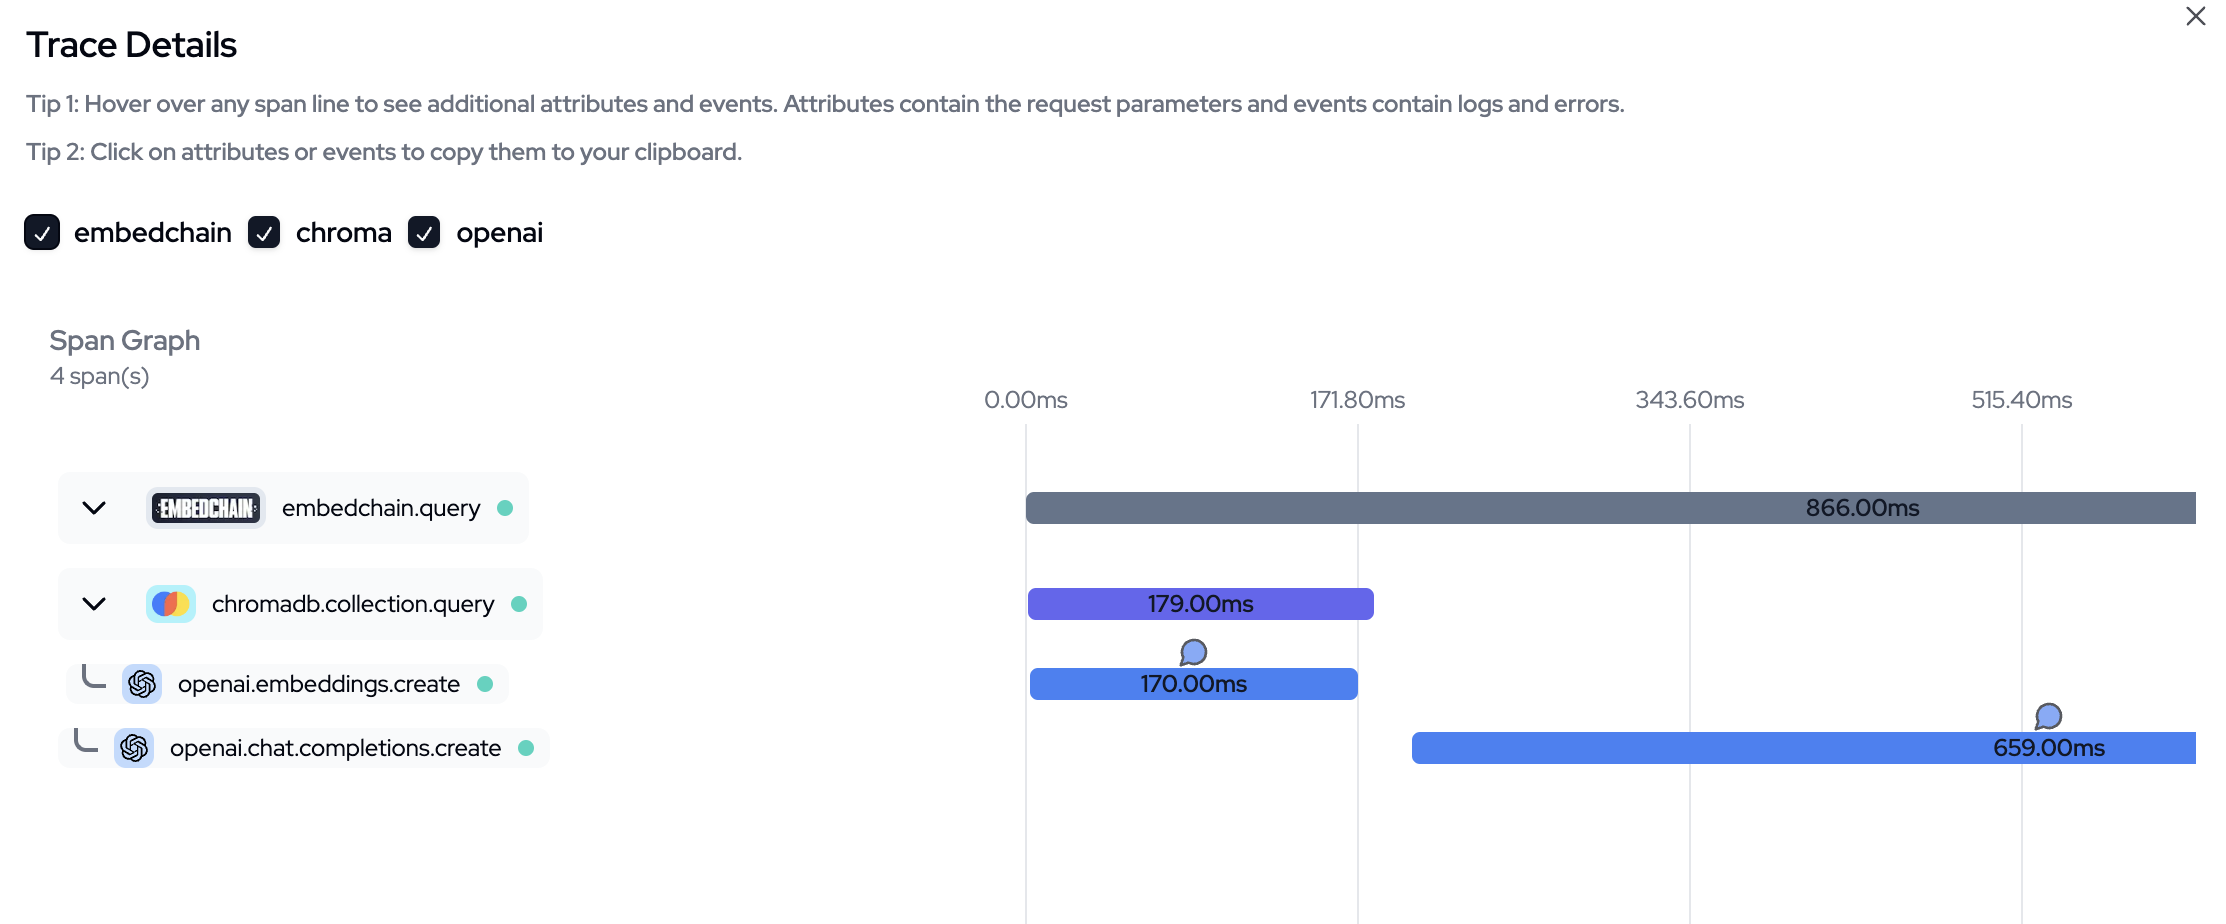 Trace Details
Tip 1: Hover over any span line to see additional attributes and events. Attributes contain the request parameters and events contain logs and errors.
Tip 2: Click on attributes or events to copy them to your clipboard.
embedchain chroma openai
Span Graph
4 span(s)
0.00ms 171.80ms 343.60ms 515.40ms
EMBEDCHAIN embedchain.query 866.00ms
chromadb.collection.query 179.00ms
openai.embeddings.create 170.00ms
openai.chat.completions.create 659.00ms